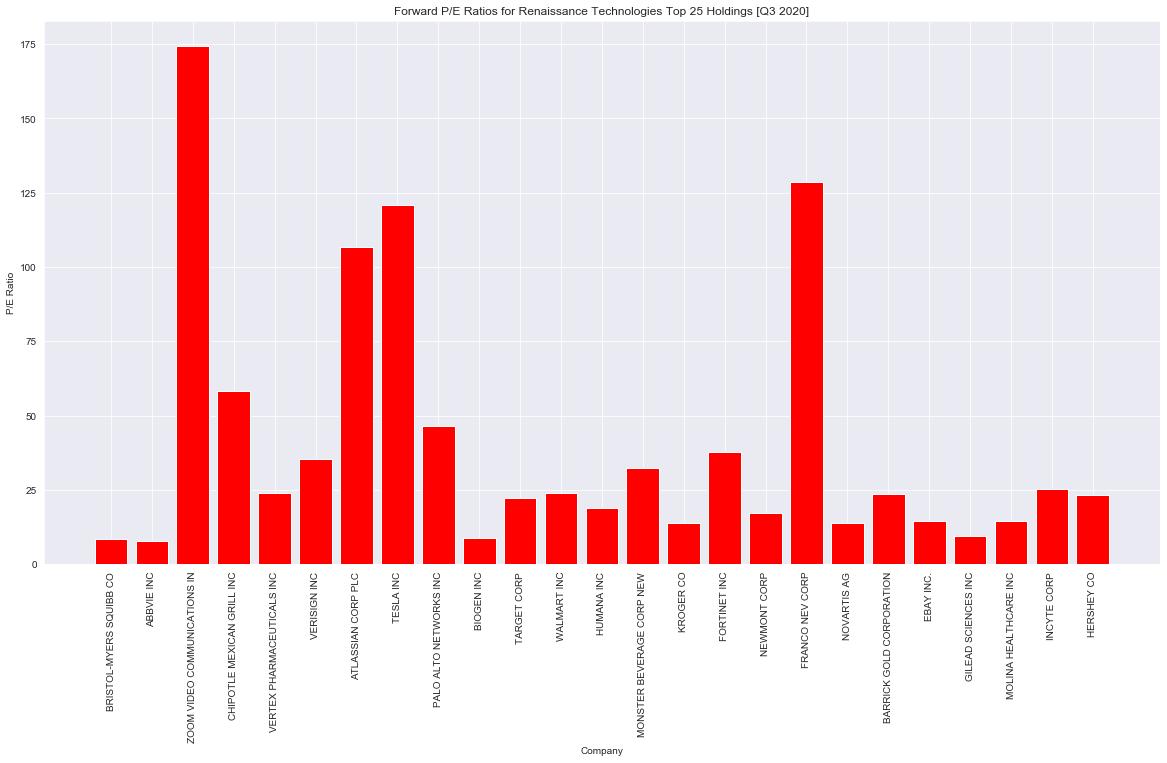 Forward P/E Ratios for Renaissance Technologies Top 25 Holdings [Q3 2020]
P/E Ratio
175
150
125
100
75
50
25
0
BRISTOL-MYERS SQUIBB CO
ABBVIE INC
ZOOM VIDEO COMMUNICATIONS IN
CHIPOTLE MEXICAN GRILL INC
VERTEX PHARMACEUTICALS INC
VERISIGN INC
ATLASSIAN CORP PLC
TESLA INC
PALO ALTO NETWORKS INC
BIOGEN INC
TARGET CORP
WALMART INC
HUMANA INC
MONSTER BEVERAGE CORP NEW
KROGER CO
FORTINET INC
NEWMONT CORP
FRANCO NEV CORP
NOVARTIS AG
BARRICK GOLD CORPORATION
EBAY INC.
GILEAD SCIENCES INC
MOLINA HEALTHCARE INC
INCYTE CORP
HERSHEY CO
Company